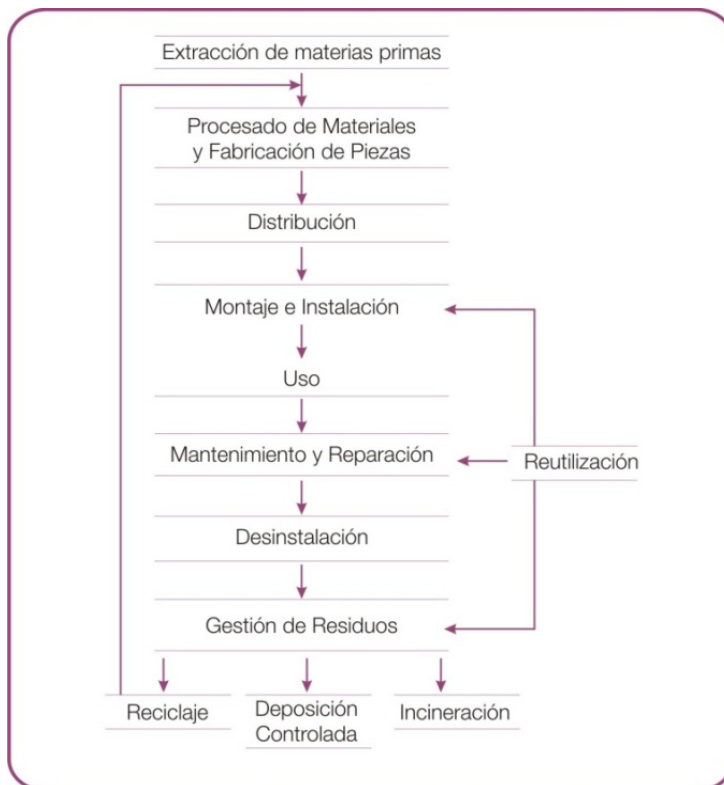 Extracción de materias primas
Procesado de Materiales
y Fabricación de Piezas
Distribución
Montaje e Instalación
Uso
Mantenimiento y Reparación
Reutilización
Desinstalación
Gestión de Residuos
Reciclaje
Deposición
Controlada
Incineración